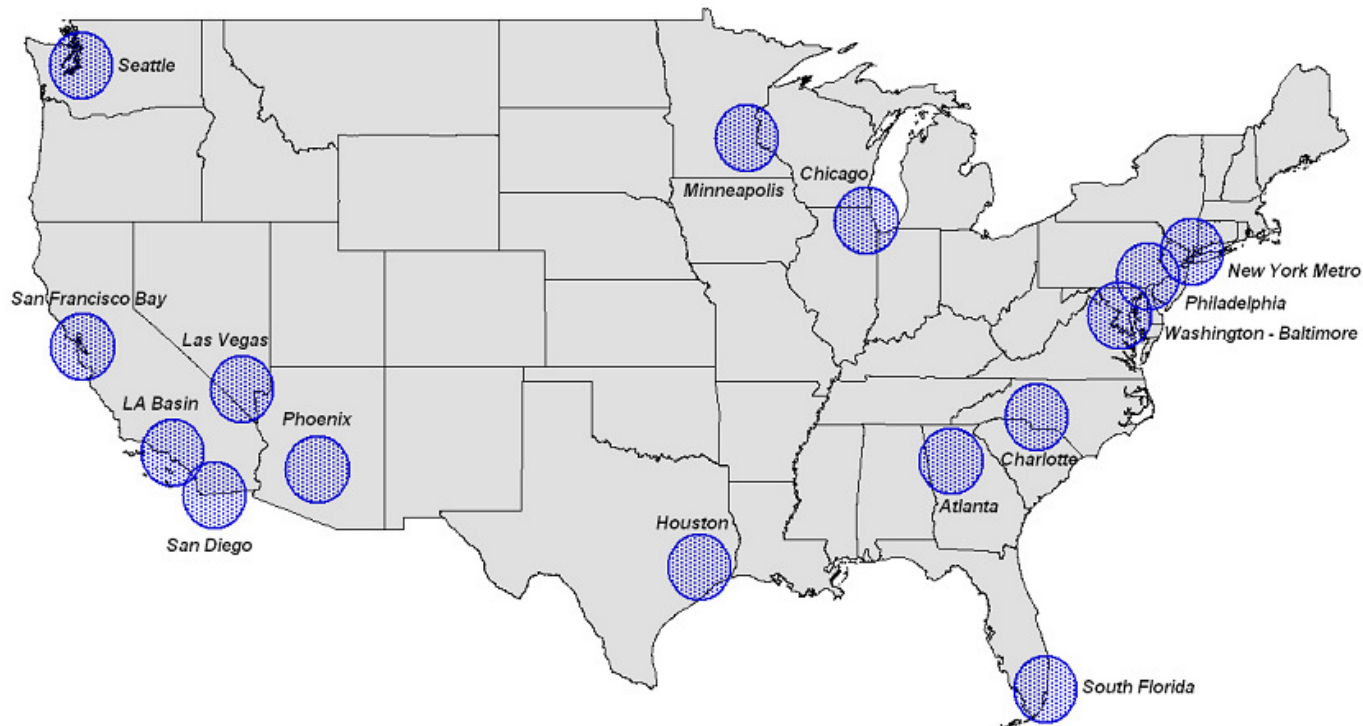 Seattle
Chicago
Minneapolis
New York Metro
San Francisco Bay
Philadelphia
Washington - Baltimore
Las Vegas
LA Basin
Phoenix
Charlotte
Atlanta
Houston
San Diego
South Florida